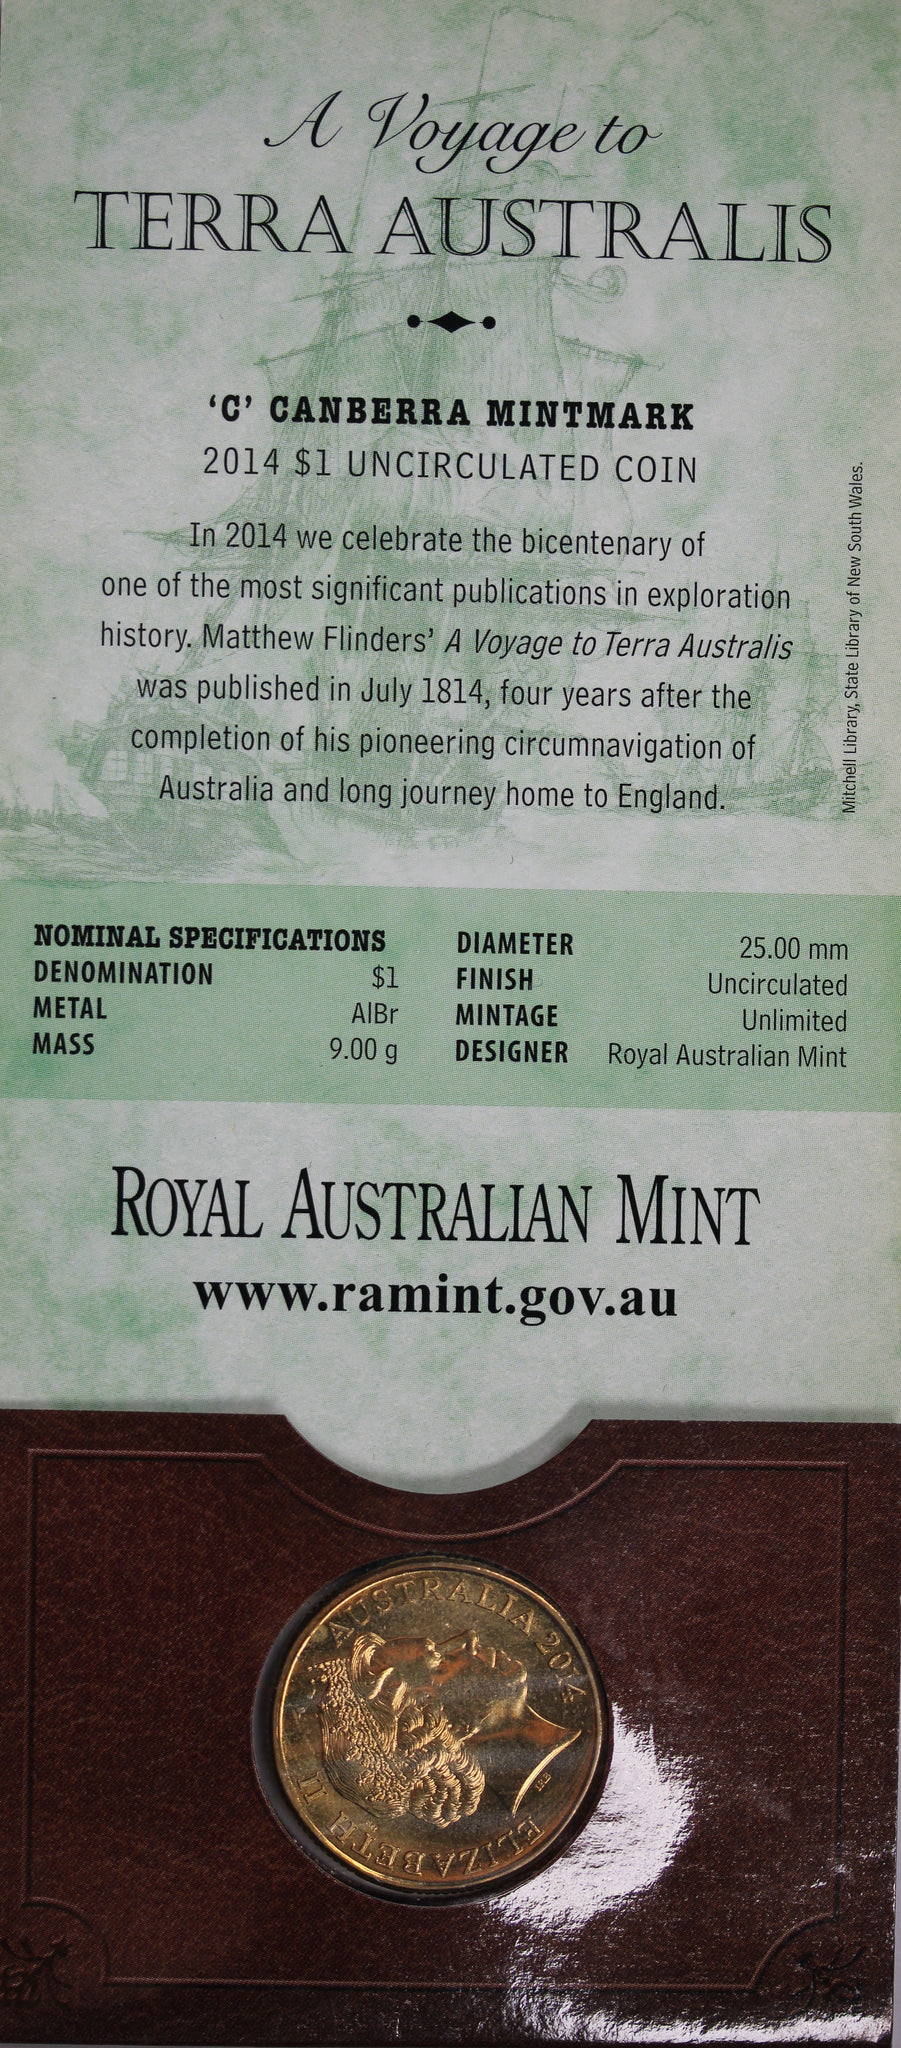 A Voyage to
TERRA AUSTRALIS
'C' CANBERRA MINTMARK
2014 $1 UNCIRCULATED COIN
In 2014 we celebrate the bicentenary of
one of the most significant publications in exploration
history. Matthew Flinders' A Voyage to Terra Australis
was published in July 1814, four years after the
completion of his pioneering circumnavigation of
Australia and long journey home to England.
Mitchell Library, State Library of New South Wales.
NOMINAL SPECIFICATIONS
DENOMINATION $1
METAL AlBr
MASS 9.00 g
DIAMETER 25.00 mm
FINISH Uncirculated
MINTAGE Unlimited
DESIGNER Royal Australian Mint
ROYAL AUSTRALIAN MINT
www.ramint.gov.au
ELIZABETH II AUSTRALIA 2014
IRB